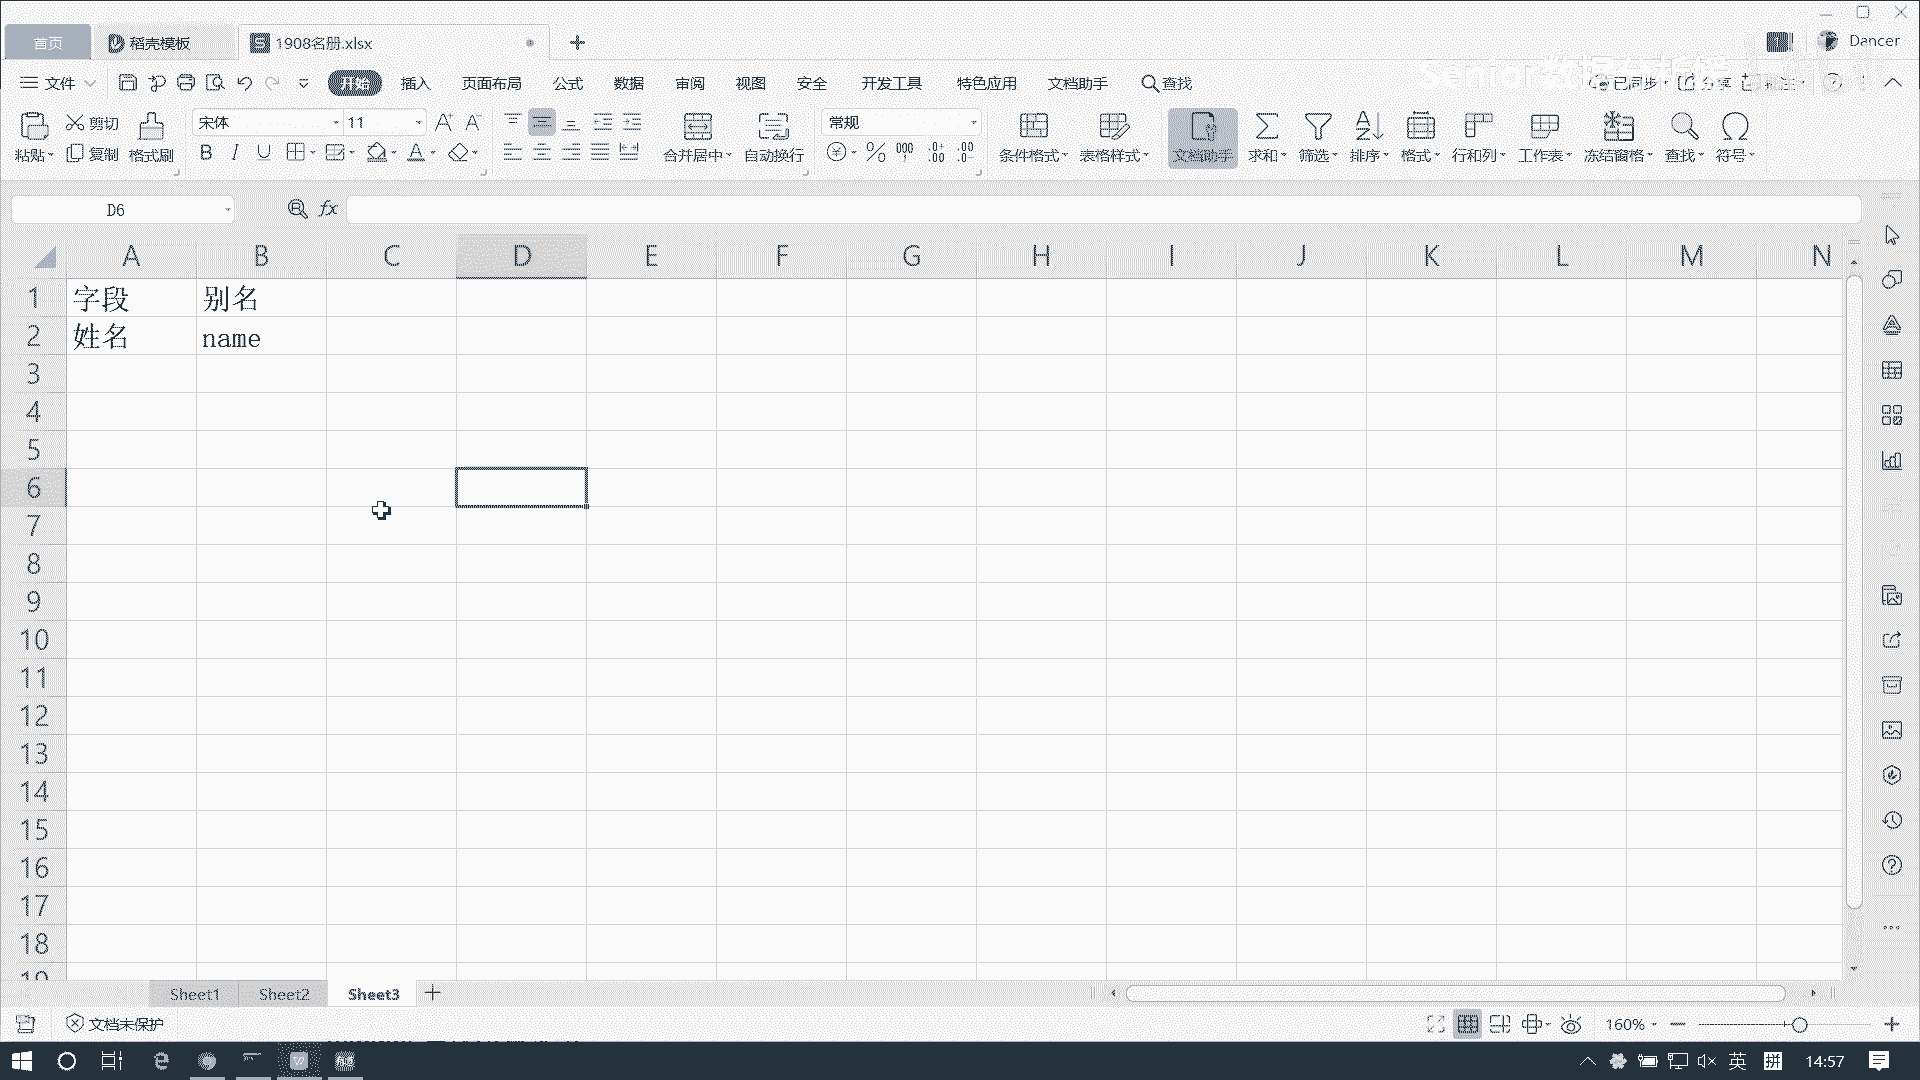 首页 稻壳模板 1908名册.xlsx Dancer
文件 开始 插入 页面布局 公式 数据 审阅 视图 安全 开发工具 特色应用 文档助手 查找 已同步 分享
剪切 宋体 11 常规
粘贴 复制 格式刷 B I U A 合并居中 自动换行 条件格式 表格样式 文档助手 求和 筛选 排序 格式 行和列 工作表 冻结窗格 查找 符号
D6 fx
A B C D E F G H I J K L M N
1 字段 别名
2 姓名 name
3
4
5
6
7
8
9
10
11
12
13
14
15
16
17
18
19
Sheet1 Sheet2 Sheet3
文档未保护 160%
英 拼 14:57